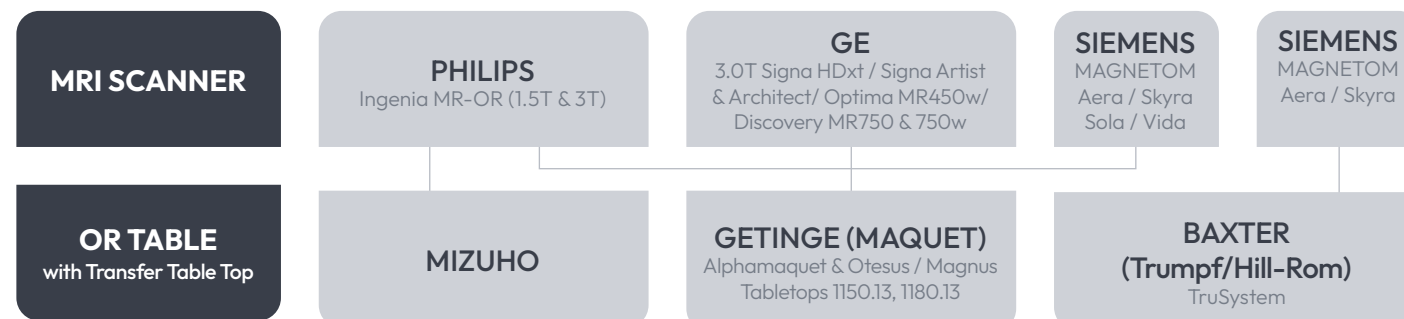 MRI SCANNER
PHILIPS
Ingenia MR-OR (1.5T & 3T)
GE
3.0T Signa HDxt / Signa Artist
& Architect/ Optima MR450w/
Discovery MR750 & 750w
SIEMENS
MAGNETOM
Aera / Skyra
Sola / Vida
SIEMENS
MAGNETOM
Aera / Skyra
OR TABLE
with Transfer Table Top
MIZUHO
GETINGE (MAQUET)
Alphamaquet & Otesus / Magnus
Tabletops 1150.13, 1180.13
BAXTER
(Trumpf/Hill-Rom)
TruSystem